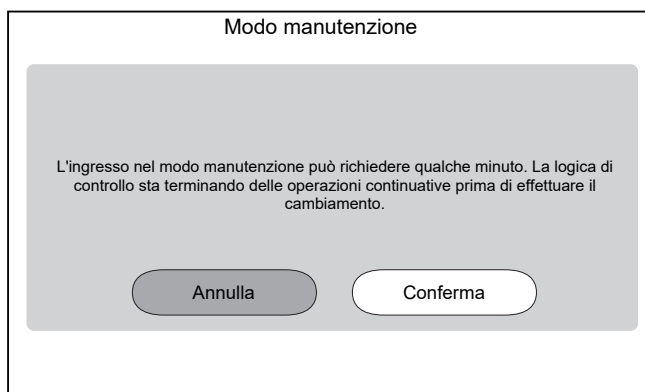 Modo manutenzione
L'ingresso nel modo manutenzione può richiedere qualche minuto. La logica di
controllo sta terminando delle operazioni continuative prima di effettuare il
cambiamento.
Annulla
Conferma